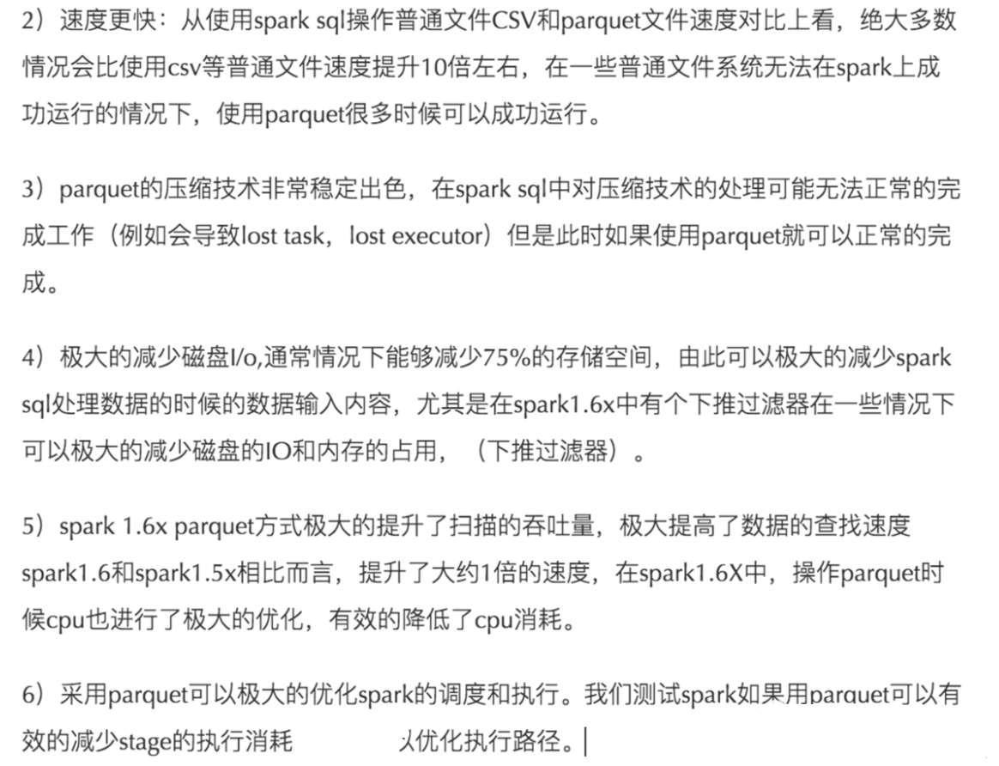 2）速度更快：从使用spark sql操作普通文件CSV和parquet文件速度对比上看，绝大多数
情况会比使用csv等普通文件速度提升10倍左右，在一些普通文件系统无法在spark上成
功运行的情况下，使用parquet很多时候可以成功运行。
3）parquet的压缩技术非常稳定出色，在spark sql中对压缩技术的处理可能无法正常的完
成工作（例如会导致lost task，lost executor）但是此时如果使用parquet就可以正常的完
成。
4）极大的减少磁盘I/o,通常情况下能够减少75%的存储空间，由此可以极大的减少spark
sql处理数据的时候的数据输入内容，尤其是在spark1.6x中有个下推过滤器在一些情况下
可以极大的减少磁盘的IO和内存的占用，（下推过滤器）。
5）spark 1.6x parquet方式极大的提升了扫描的吞吐量，极大提高了数据的查找速度
spark1.6和spark1.5x相比而言，提升了大约1倍的速度，在spark1.6X中，操作parquet时
候cpu也进行了极大的优化，有效的降低了cpu消耗。
6）采用parquet可以极大的优化spark的调度和执行。我们测试spark如果用parquet可以有
效的减少stage的执行消耗 优化执行路径。